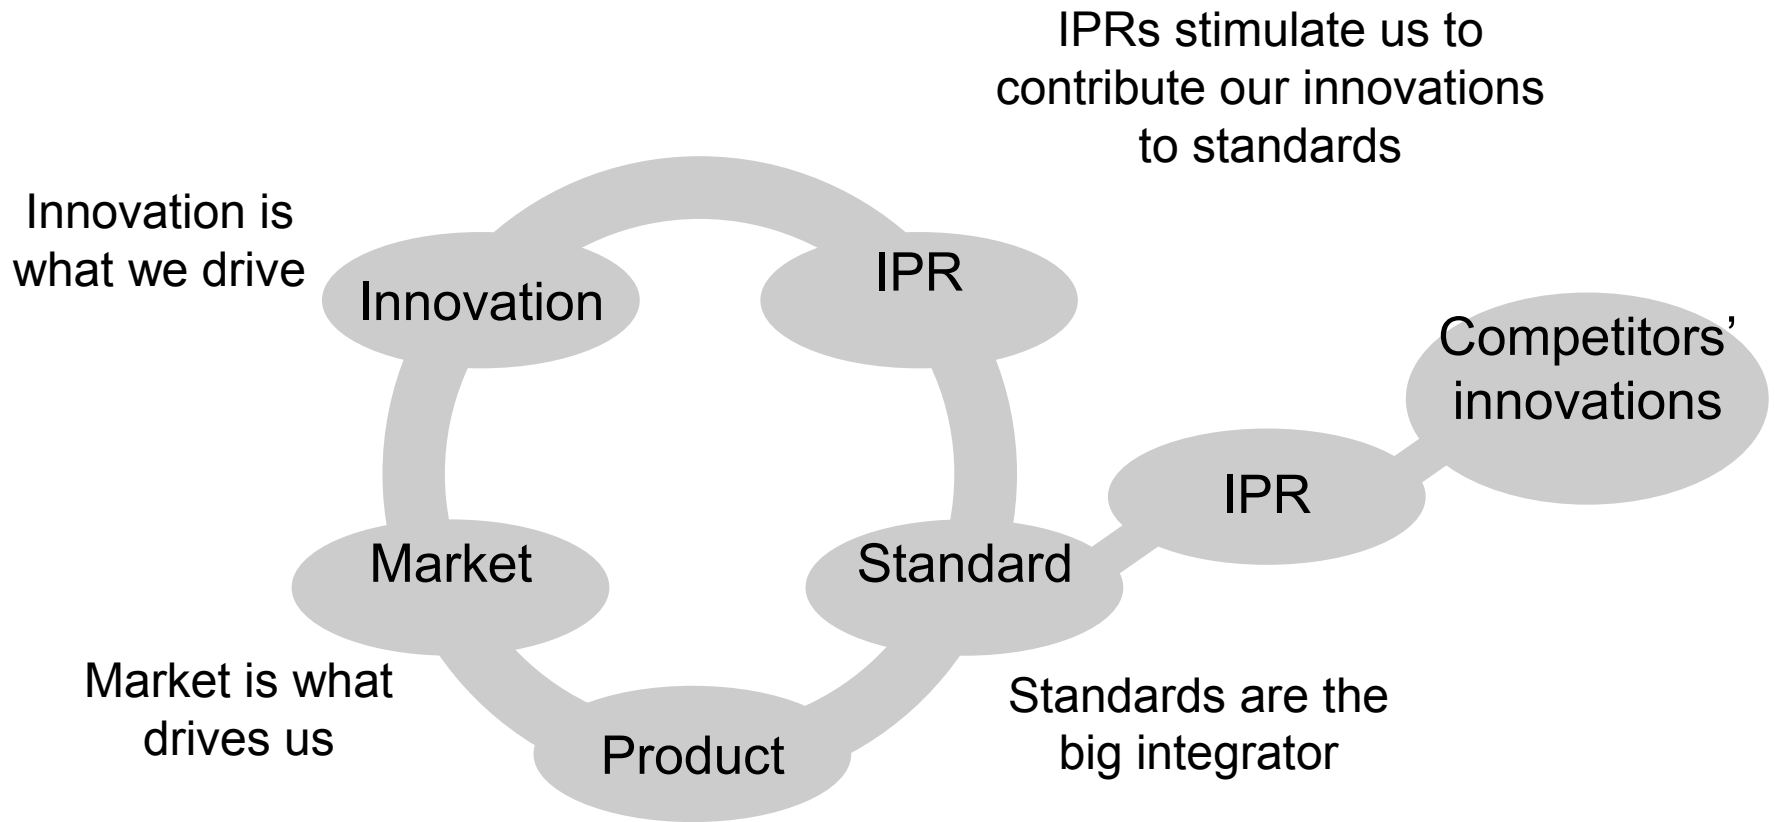 IPRs stimulate us to
contribute our innovations
to standards
Innovation is
what we drive
Innovation
IPR
Competitors’
innovations
IPR
Market
Standard
Market is what
drives us
Standards are the
big integrator
Product